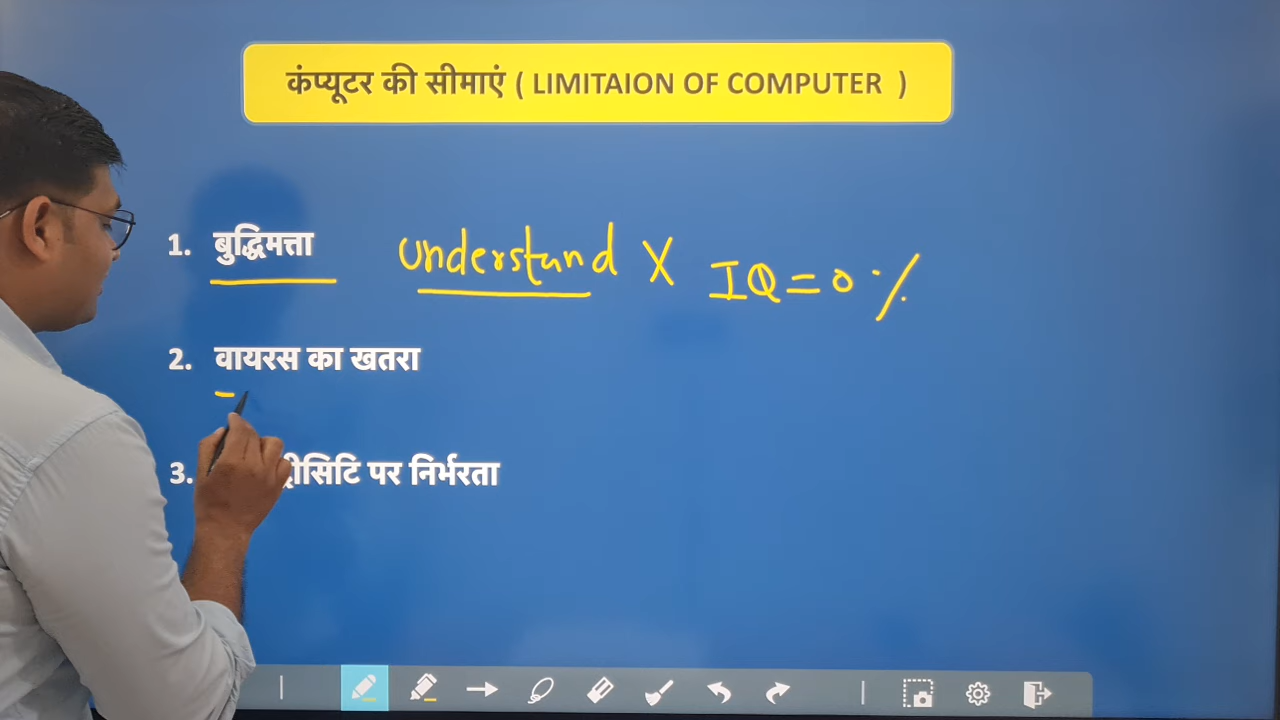 कंप्यूटर की सीमाएं ( LIMITAION OF COMPUTER )
1. बुद्धिमत्ता understand X IQ = 0 %
2. वायरस का खतरा
3. पर निर्भरता